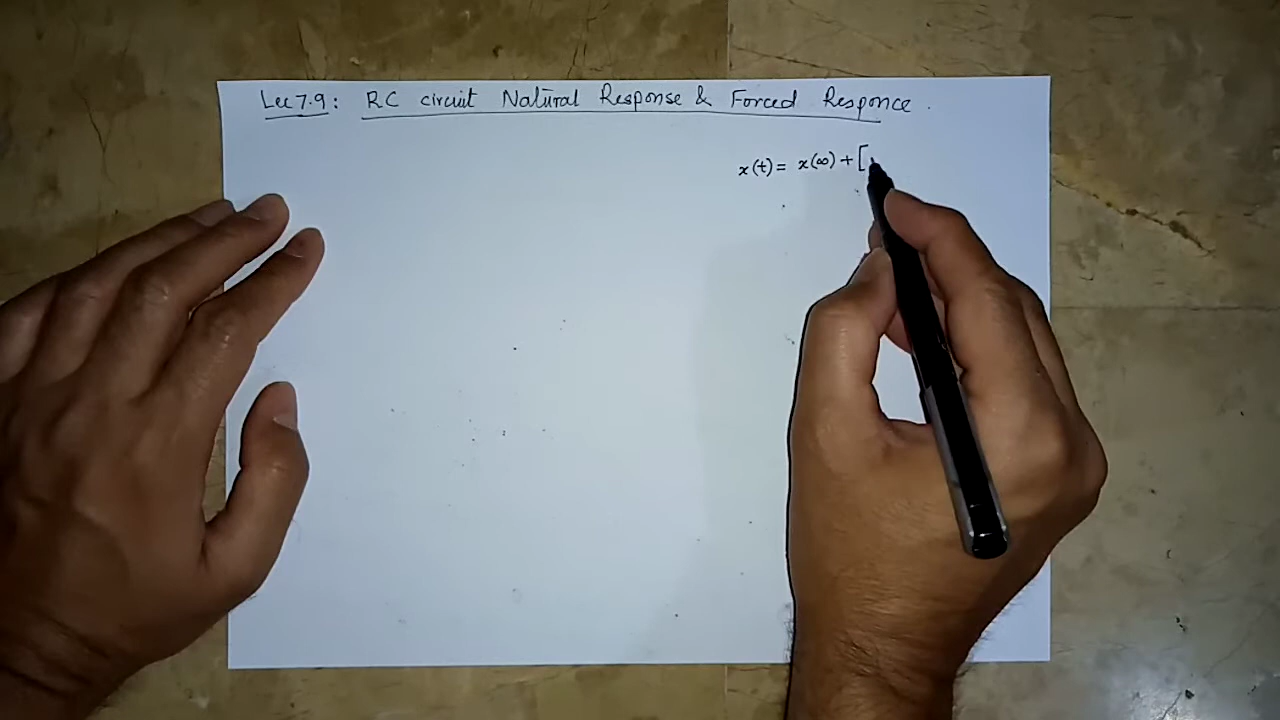 Lec 7.9: RC circuit Natural Response & Forced Responce.
x(t) = x(∞) + [